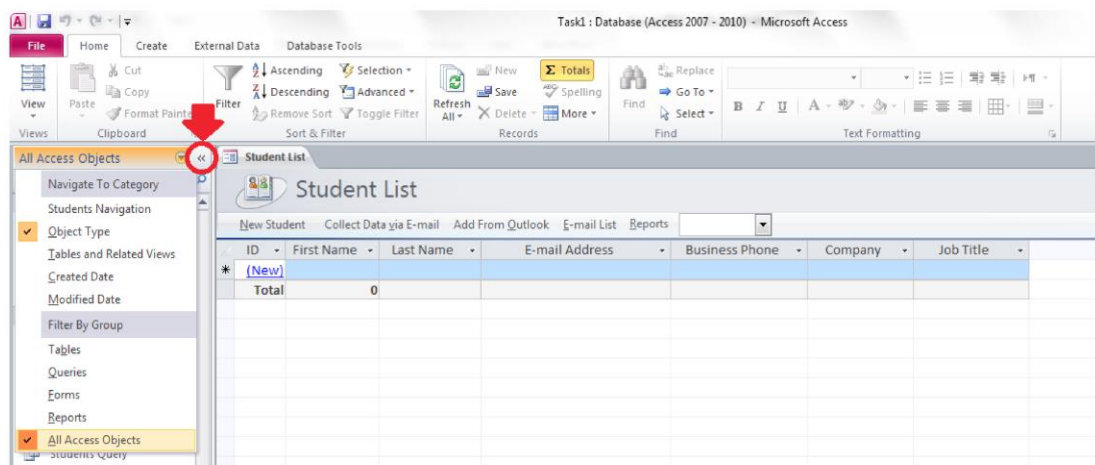 Task1 : Database (Access 2007 - 2010) - Microsoft Access
File Home Create External Data Database Tools
View
Views
Paste
Cut
Copy
Format Painte
Clipboard
Filter
Ascending
Descending
Remove Sort
Selection
Advanced
Toggle Filter
Sort & Filter
Refresh
All
New
Save
Delete
Σ Totals
Spelling
More
Records
Find
Replace
Go To
Select
Find
B I U A
Text Formatting
All Access Objects «
Navigate To Category
Students Navigation
Object Type
Tables and Related Views
Created Date
Modified Date
Filter By Group
Tables
Queries
Forms
Reports
All Access Objects
Students Query
Student List
Student List
New Student Collect Data via E-mail Add From Outlook E-mail List Reports
ID First Name Last Name E-mail Address Business Phone Company Job Title
* (New)
Total 0